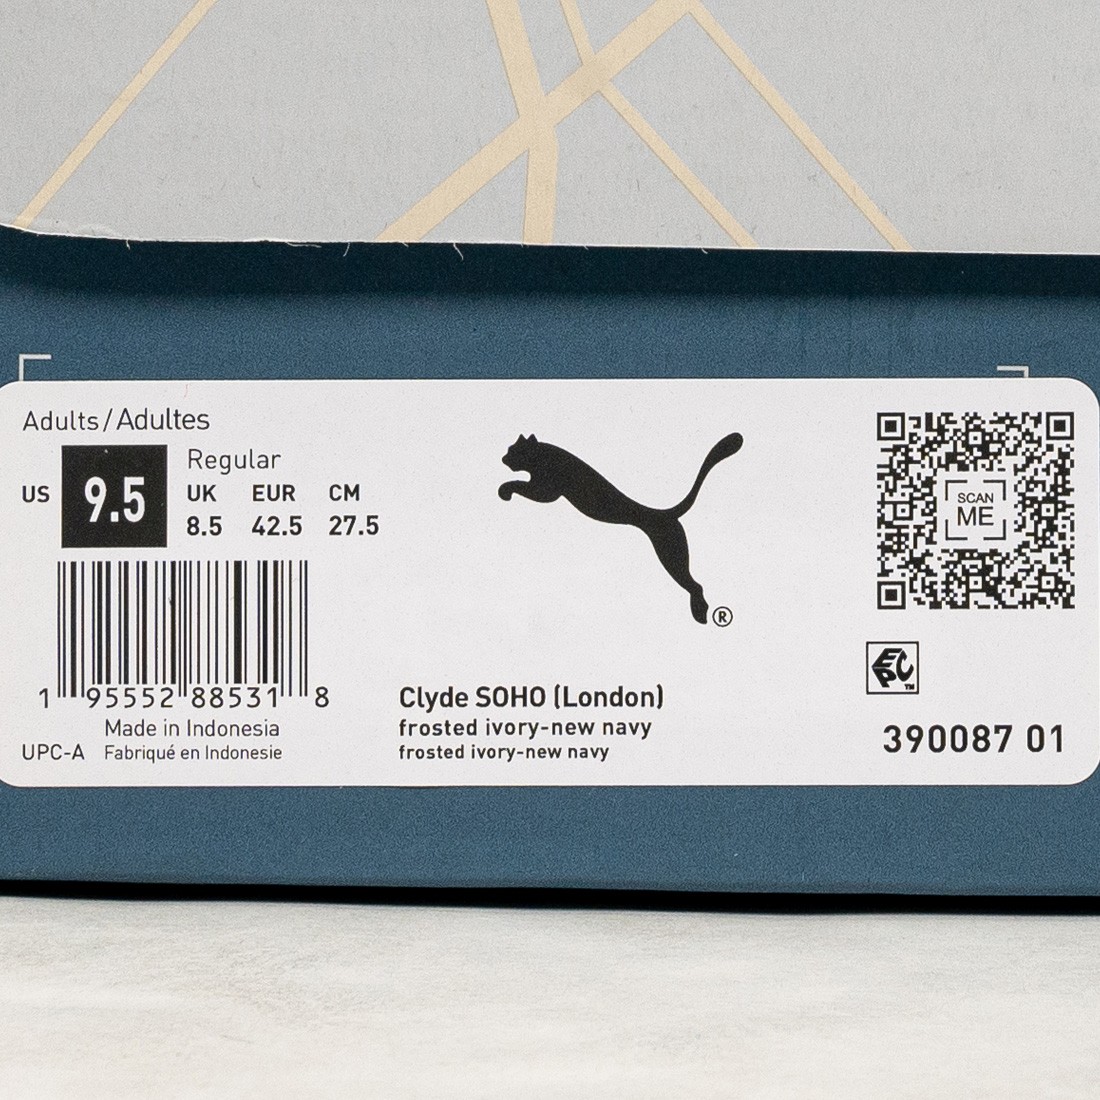 Adults/Adultes
US 9.5
Regular
UK EUR CM
8.5 42.5 27.5
1 95552 88531 8
Made in Indonesia
UPC-A Fabriqué en Indonesie
®
Clyde SOHO (London)
frosted ivory-new navy
frosted ivory-new navy
SCAN
ME
EPC™
390087 01